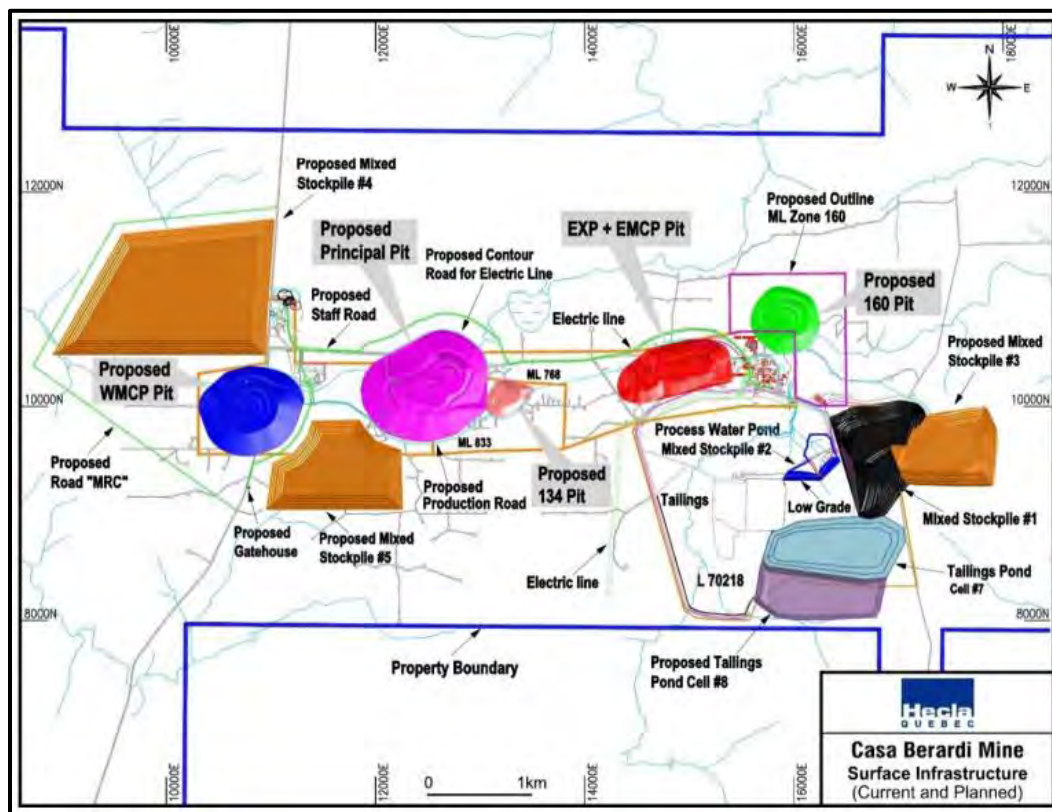 10000E
12000E
14000E
16000E
18000E
N
W
E
12000N
12000N
Proposed Mixed
Stockpile #4
Proposed
Principal Pit
Proposed Contour
Road for Electric Line
EXP + EMCP Pit
Proposed Outline
ML Zone 160
Proposed
Staff Road
Electric line
Proposed
160 Pit
Proposed Mixed
Stockpile #3
Proposed
WMCP Pit
ML 768
10000N
10000N
ML 833
Process Water Pond
Mixed Stockpile #2
Proposed
Road "MRC"
Proposed
Production Road
Proposed
134 Pit
Tailings
Low Grade
Mixed Stockpile #1
Proposed
Gatehouse
Proposed Mixed
Stockpile #5
Electric line
L 70218
Tailings Pond
Cell #7
8000N
8000N
Property Boundary
Proposed Tailings
Pond Cell #8
Hecla
QUEBEC
Casa Berardi Mine
Surface Infrastructure
(Current and Planned)
0 1km
10000E
12000E
14000E
16000E